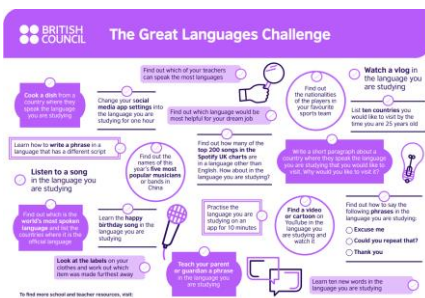 BRITISH
COUNCIL
The Great Languages Challenge
Find out which of your teachers
can speak the most languages
Watch a vlog in
the language you
are studying
Cook a dish from a
country where they
speak the language
you are studying
Change your social
media app settings into
the language you are
studying for one hour
Find out which language would be
most helpful for your dream job
Find out
the nationalities
of the players in
your favourite
sports team
List ten countries you
would like to visit by the
time you are 25 years old
Learn how to write a phrase in a
language that has a different script
Find out the
names of this
year's five most
popular musicians
or bands in
China
Find out how many of the
top 200 songs in the
Spotify UK charts are
in a language other than
English. How about in the
language you are studying?
Write a short paragraph about a
country where they speak the language
you are studying that you would like to
visit. Why would you like to visit it?
Listen to a song
in the language you
are studying
Find out which is the
world's most spoken
language and list the
countries where it is the
official language
Learn the happy
birthday song in the
language you are
studying
Practise the
language you are
studying on an
app for 10 minutes
Find a video
or cartoon on
YouTube in the
language you
are studying and
watch it
Find out how to say the
following phrases in the
language you are studying:
Excuse me
Could you repeat that?
Thank you
Look at the labels on
your clothes and work out which
item was made furthest away
Teach your parent
or guardian a phrase
in the language
you are studying
Learn ten new words in the
language you are studying
To find more school and teacher resources, visit: